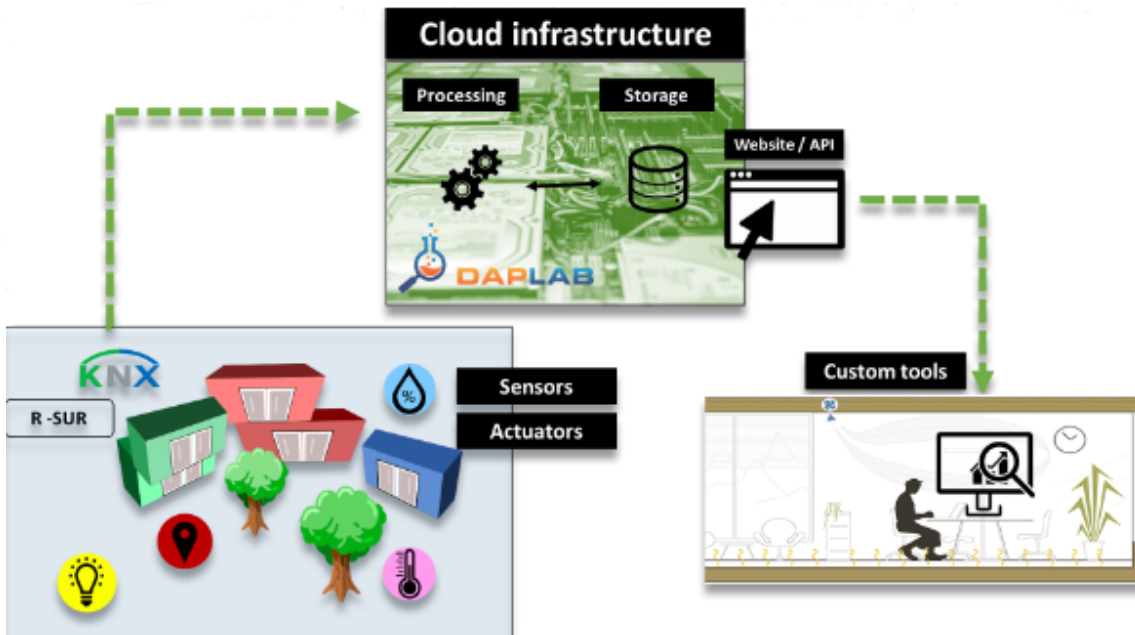 Cloud infrastructure
Processing
Storage
Website / API
DAPLAB
KNX
R -SUR
%
Sensors
Actuators
Custom tools